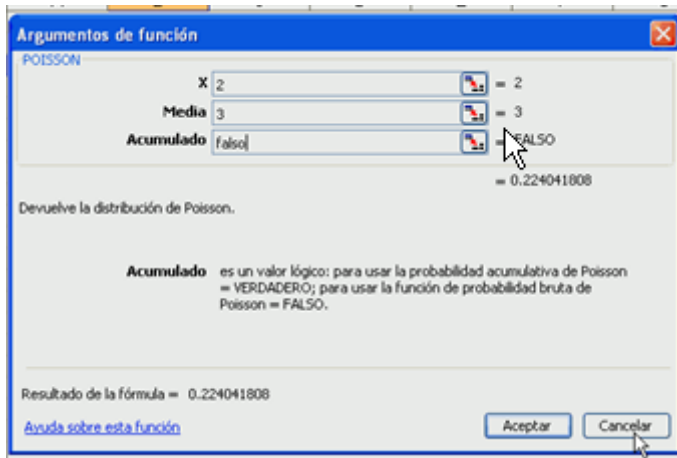 Argumentos de función
POISSON
X 2 = 2
Media 3 = 3
Acumulado falso = FALSO
= 0.224041808
Devuelve la distribución de Poisson.
Acumulado es un valor lógico: para usar la probabilidad acumulativa de Poisson
= VERDADERO; para usar la función de probabilidad bruta de
Poisson = FALSO.
Resultado de la fórmula = 0.224041808
Ayuda sobre esta función Aceptar Cancelar